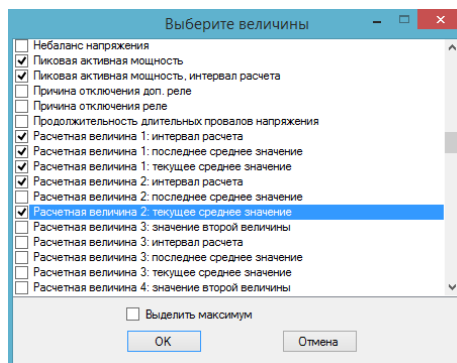 Выберите величины
Небаланс напряжения
Пиковая активная мощность
Пиковая активная мощность, интервал расчета
Причина отключения доп. реле
Причина отключения реле
Продолжительность длительных провалов напряжения
Расчетная величина 1: интервал расчета
Расчетная величина 1: последнее среднее значение
Расчетная величина 1: текущее среднее значение
Расчетная величина 2: интервал расчета
Расчетная величина 2: последнее среднее значение
Расчетная величина 2: текущее среднее значение
Расчетная величина 3: значение второй величины
Расчетная величина 3: интервал расчета
Расчетная величина 3: последнее среднее значение
Расчетная величина 3: текущее среднее значение
Расчетная величина 4: значение второй величины
Выделить максимум
OK Отмена